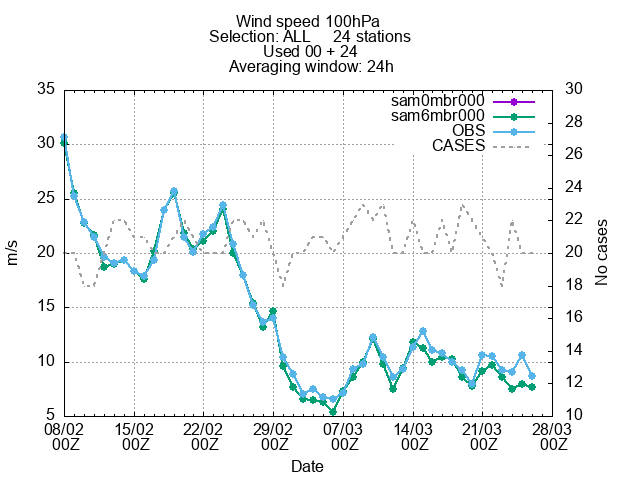 Wind speed 100hPa
Selection: ALL 24 stations
Used 00 + 24
Averaging window: 24h
35 30
sam0mbr000
sam6mbr000 28
OBS
30 CASES 26
24
25
22
m/s 20 20 No cases
18
15
16
14
10
12
5 10
08/02 15/02 22/02 29/02 07/03 14/03 21/03 28/03
00Z 00Z 00Z 00Z 00Z 00Z 00Z 00Z
Date